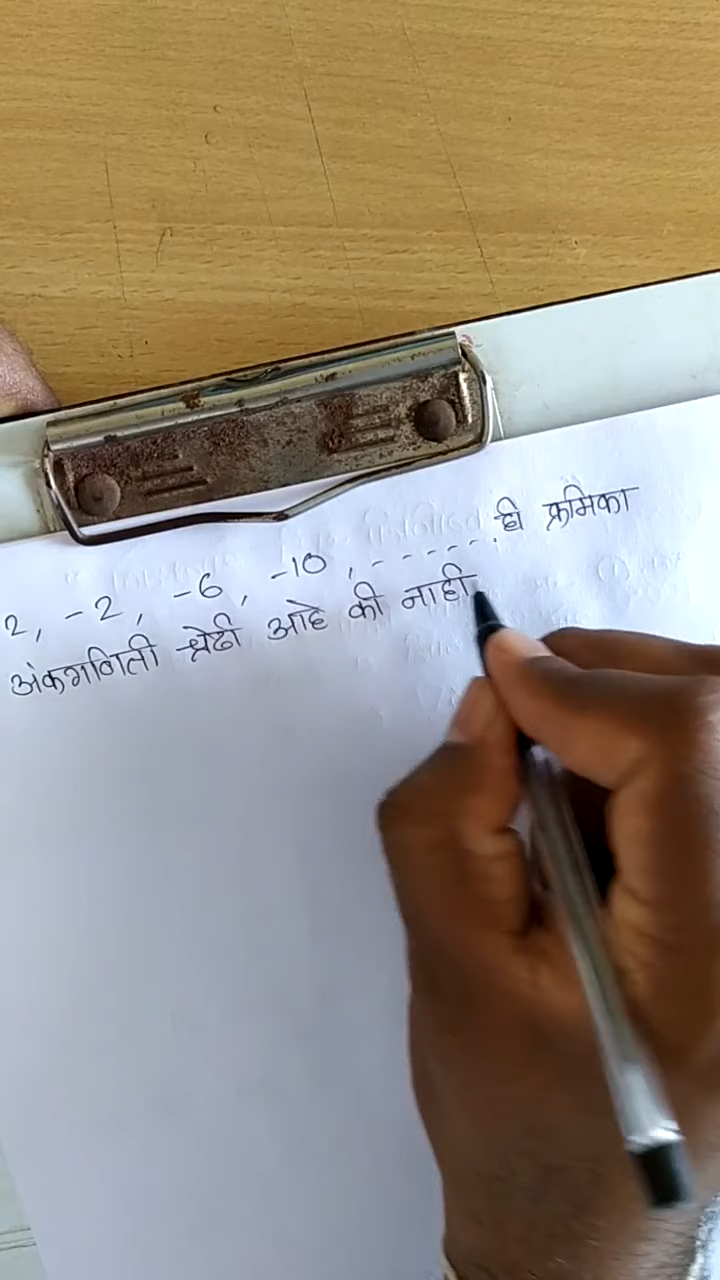 2, -2, -6, -10, - - - - - . ही क्रमिका
अंकगणिती श्रेढी आहे की नाही